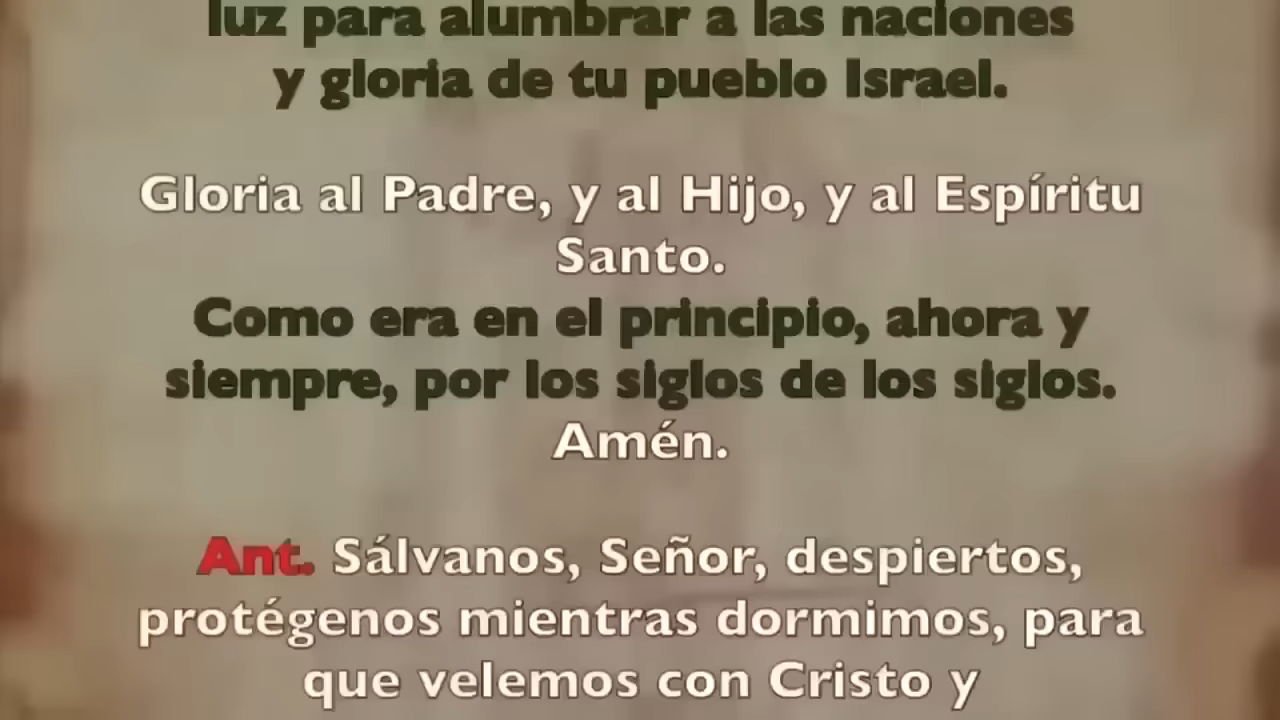 luz para alumbrar a las naciones
y gloria de tu pueblo Israel.
Gloria al Padre, y al Hijo, y al Espíritu
Santo.
Como era en el principio, ahora y
siempre, por los siglos de los siglos.
Amén.
Ant. Sálvanos, Señor, despiertos,
protégenos mientras dormimos, para
que velemos con Cristo y